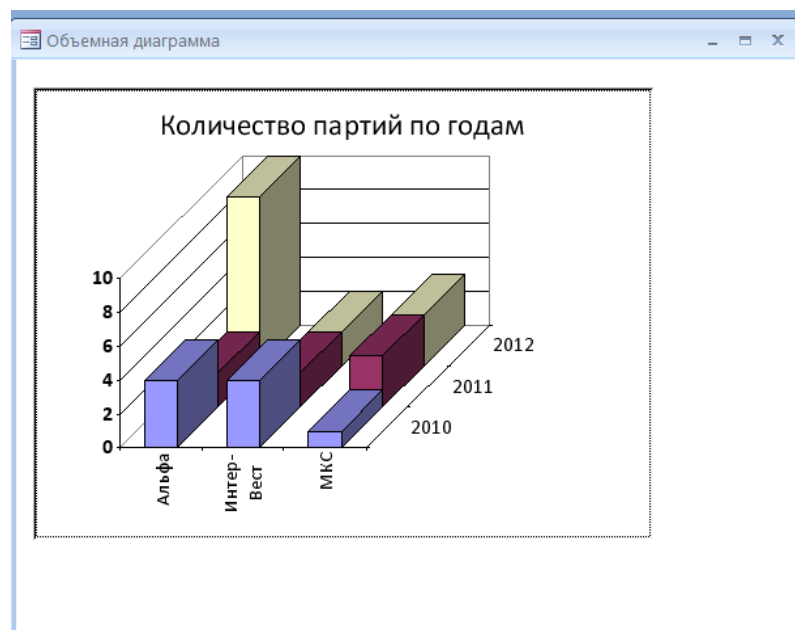 Объемная диаграмма
Количество партий по годам
10
8
6
4
2
0
2012
2011
2010
Альфа
Интер-
Вест
МКС